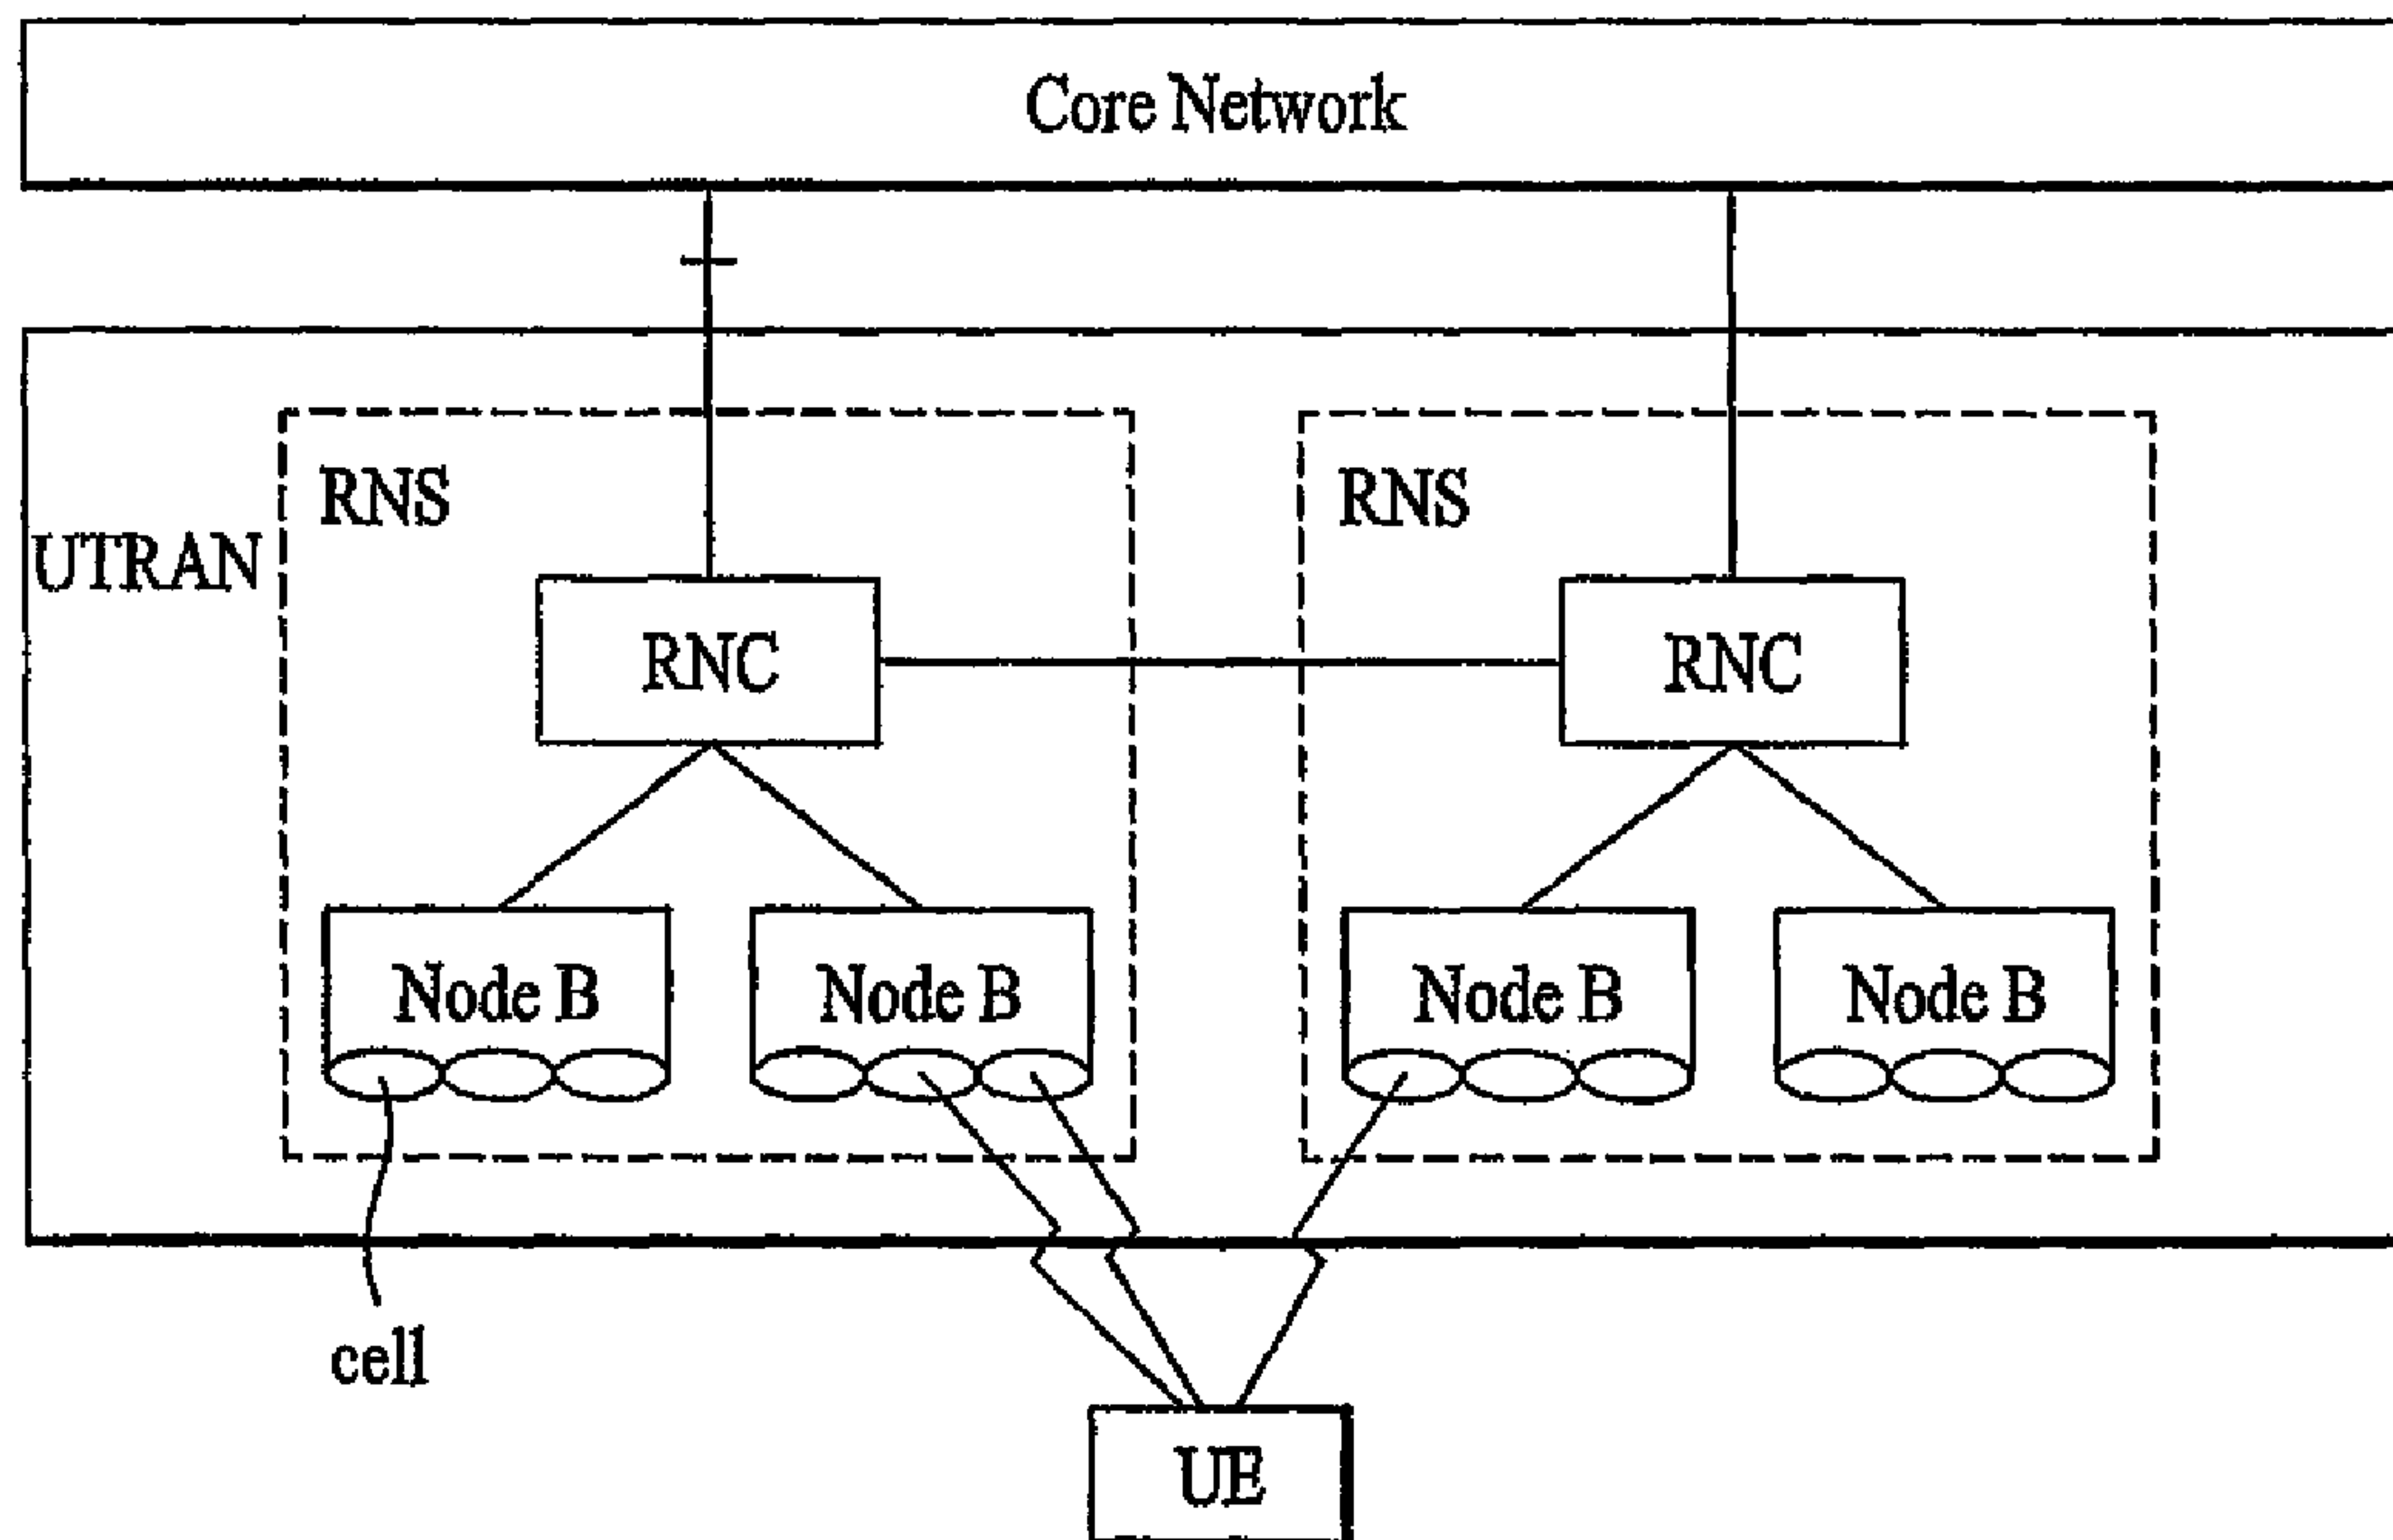 Core Network
RNS
RNS
UTRAN
RNC
RNC
Node B
Node B
Node B
Node B
cell
UE